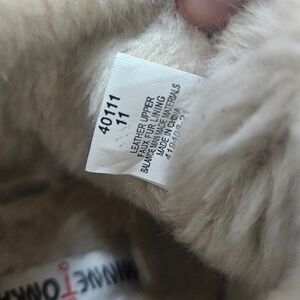 40111
11
LEATHER UPPER
FAUX FUR LINING
BALANCE MAN MADE MATERIALS
MADE IN CHINA
MINNETONKA